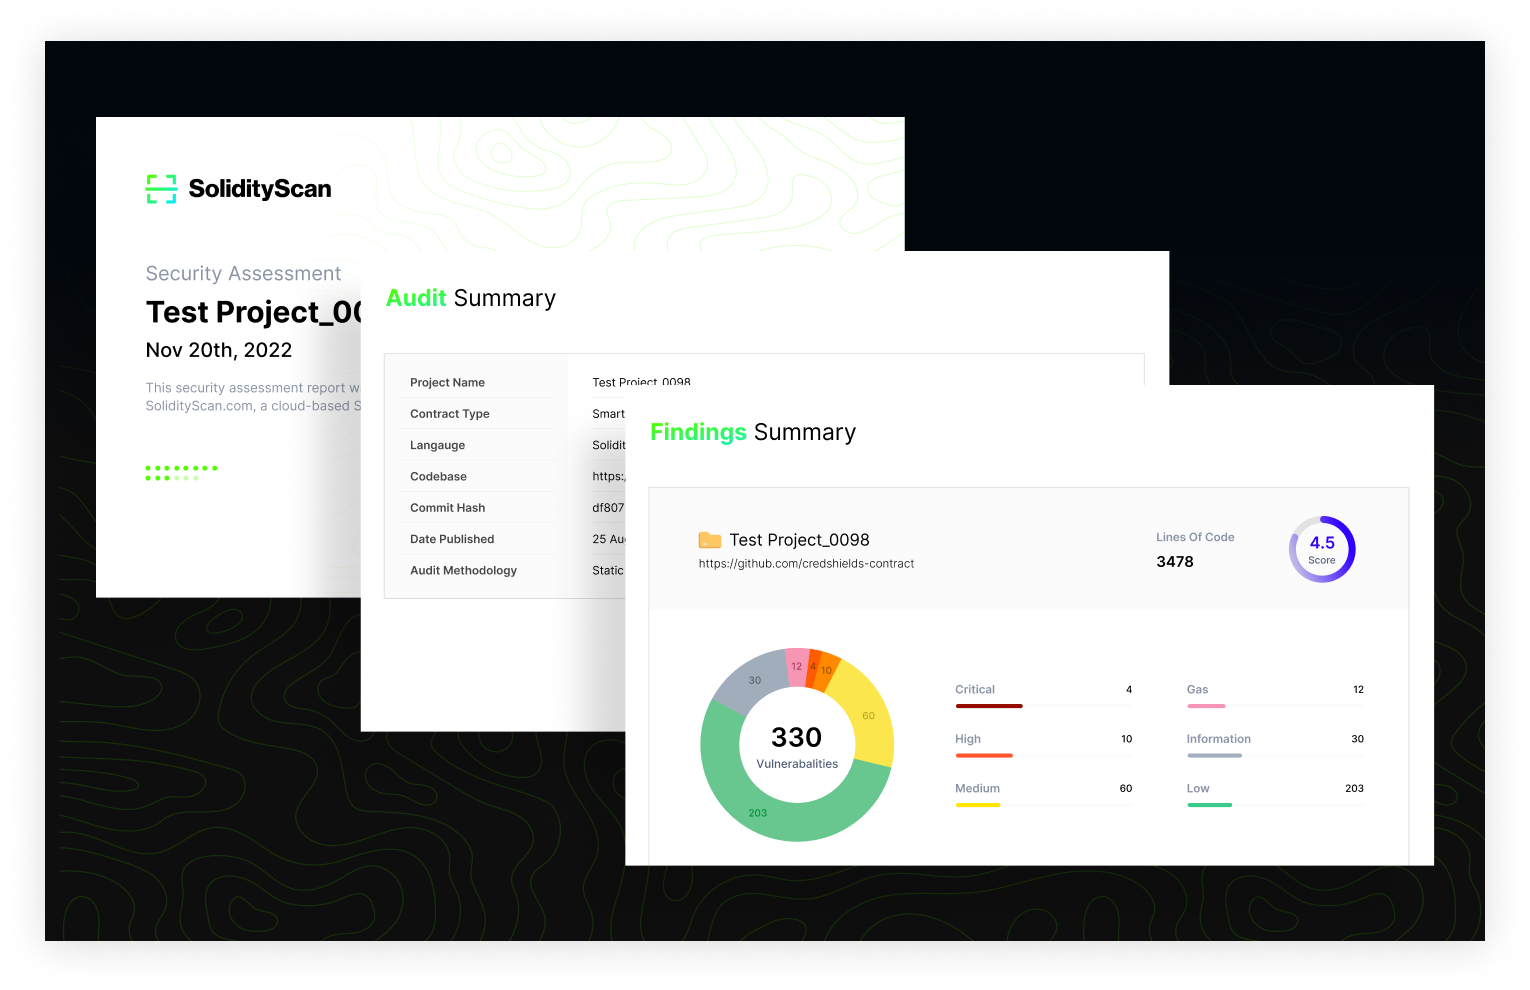 SolidityScan
Security Assessment
Test Project_00
Nov 20th, 2022
This security assessment report w
SolidityScan.com, a cloud-based S
Audit Summary
Project Name Test Project_0098
Contract Type Smart
Langauge Solidit
Codebase https:/
Commit Hash df807
Date Published 25 Au
Audit Methodology Static
Findings Summary
Test Project_0098
https://github.com/credshields-contract
Lines Of Code
3478
4.5
Score
12
4
10
30
60
203
330
Vulnerabalities
Critical 4
High 10
Medium 60
Gas 12
Information 30
Low 203